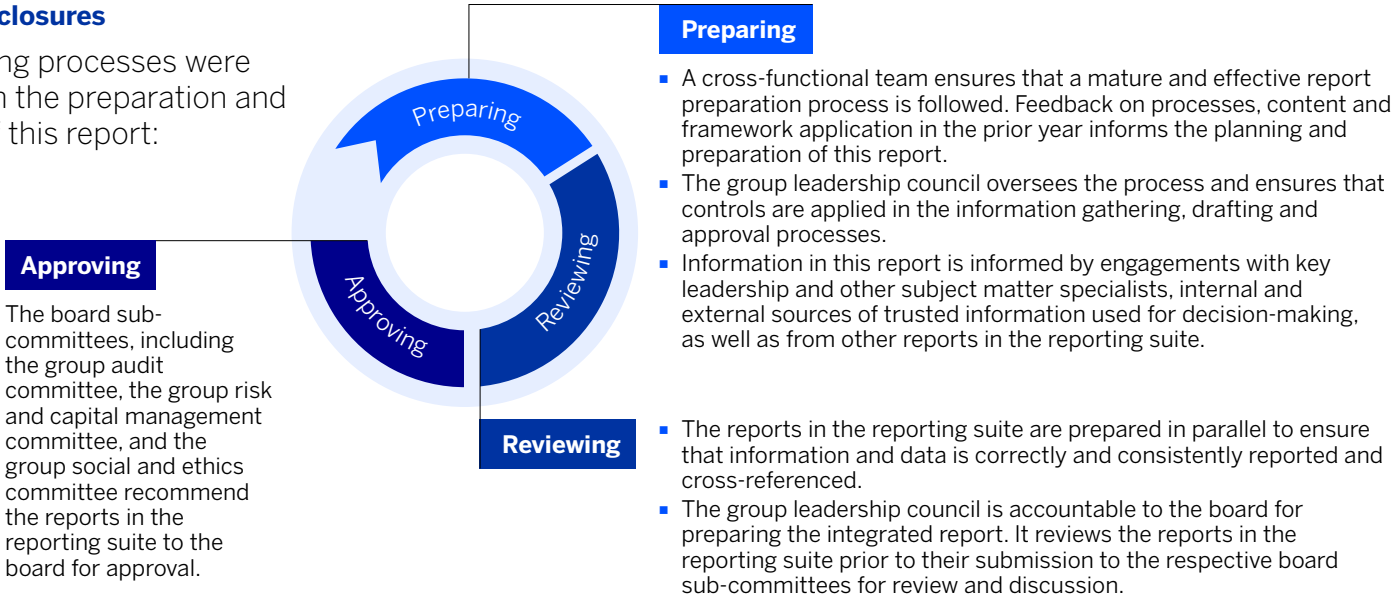 closures
ng processes were
the preparation and
this report:
Preparing
Reviewing
Approving
Preparing
▪ A cross-functional team ensures that a mature and effective report
preparation process is followed. Feedback on processes, content and
framework application in the prior year informs the planning and
preparation of this report.
▪ The group leadership council oversees the process and ensures that
controls are applied in the information gathering, drafting and
approval processes.
▪ Information in this report is informed by engagements with key
leadership and other subject matter specialists, internal and
external sources of trusted information used for decision-making,
as well as from other reports in the reporting suite.
Approving
The board sub-
committees, including
the group audit
committee, the group risk
and capital management
committee, and the
group social and ethics
committee recommend
the reports in the
reporting suite to the
board for approval.
Reviewing
▪ The reports in the reporting suite are prepared in parallel to ensure
that information and data is correctly and consistently reported and
cross-referenced.
▪ The group leadership council is accountable to the board for
preparing the integrated report. It reviews the reports in the
reporting suite prior to their submission to the respective board
sub-committees for review and discussion.